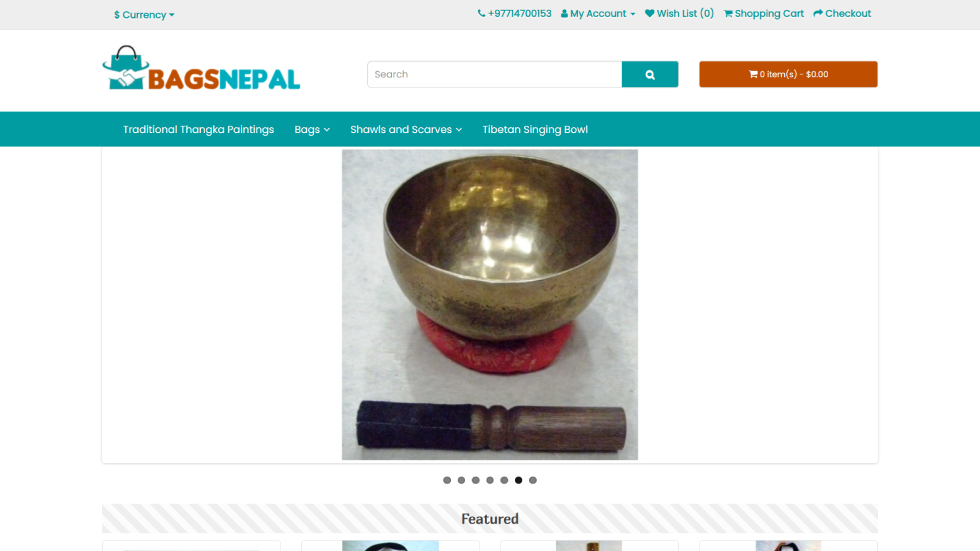 $ Currency
+97714700153 My Account Wish List (0) Shopping Cart Checkout
BAGSNEPAL
Search
0 item(s) - $0.00
Traditional Thangka Paintings Bags Shawls and Scarves Tibetan Singing Bowl
Featured